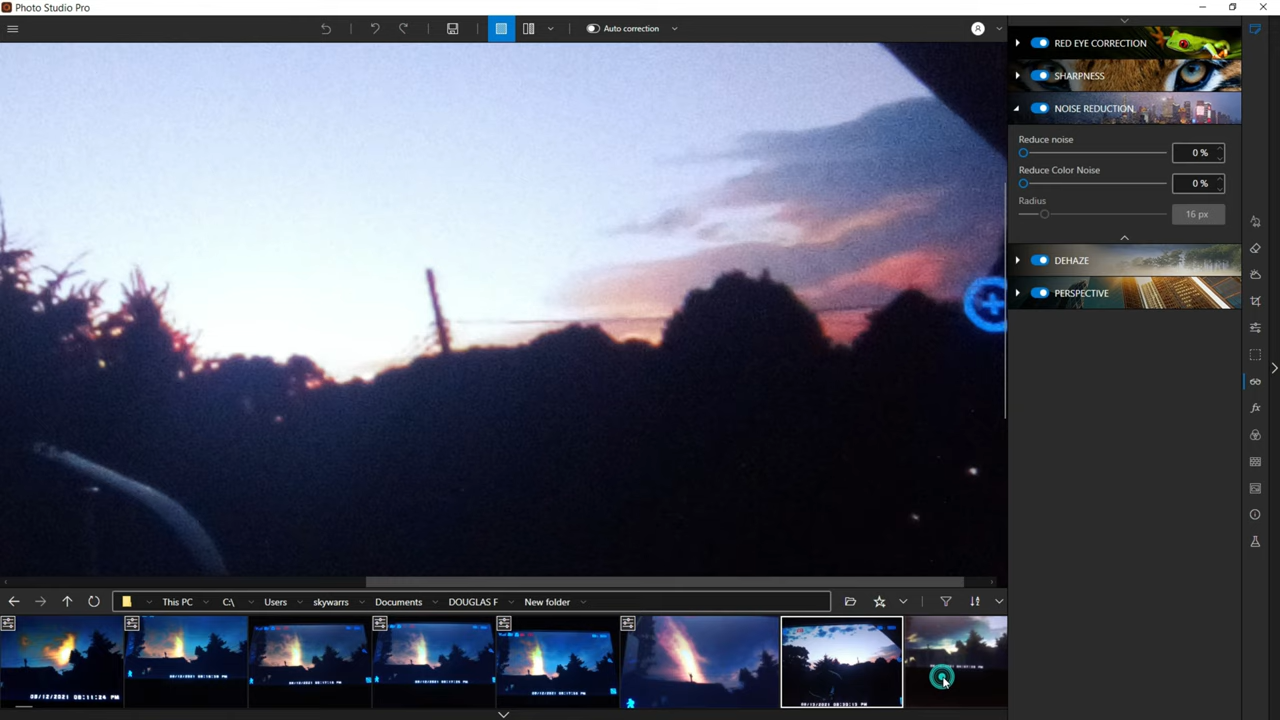 Photo Studio Pro
Auto correction
RED EYE CORRECTION
SHARPNESS
NOISE REDUCTION
Reduce noise
0 %
Reduce Color Noise
0 %
Radius
16 px
DEHAZE
PERSPECTIVE
This PC
C:\
Users
skywarrs
Documents
DOUGLAS F
New folder